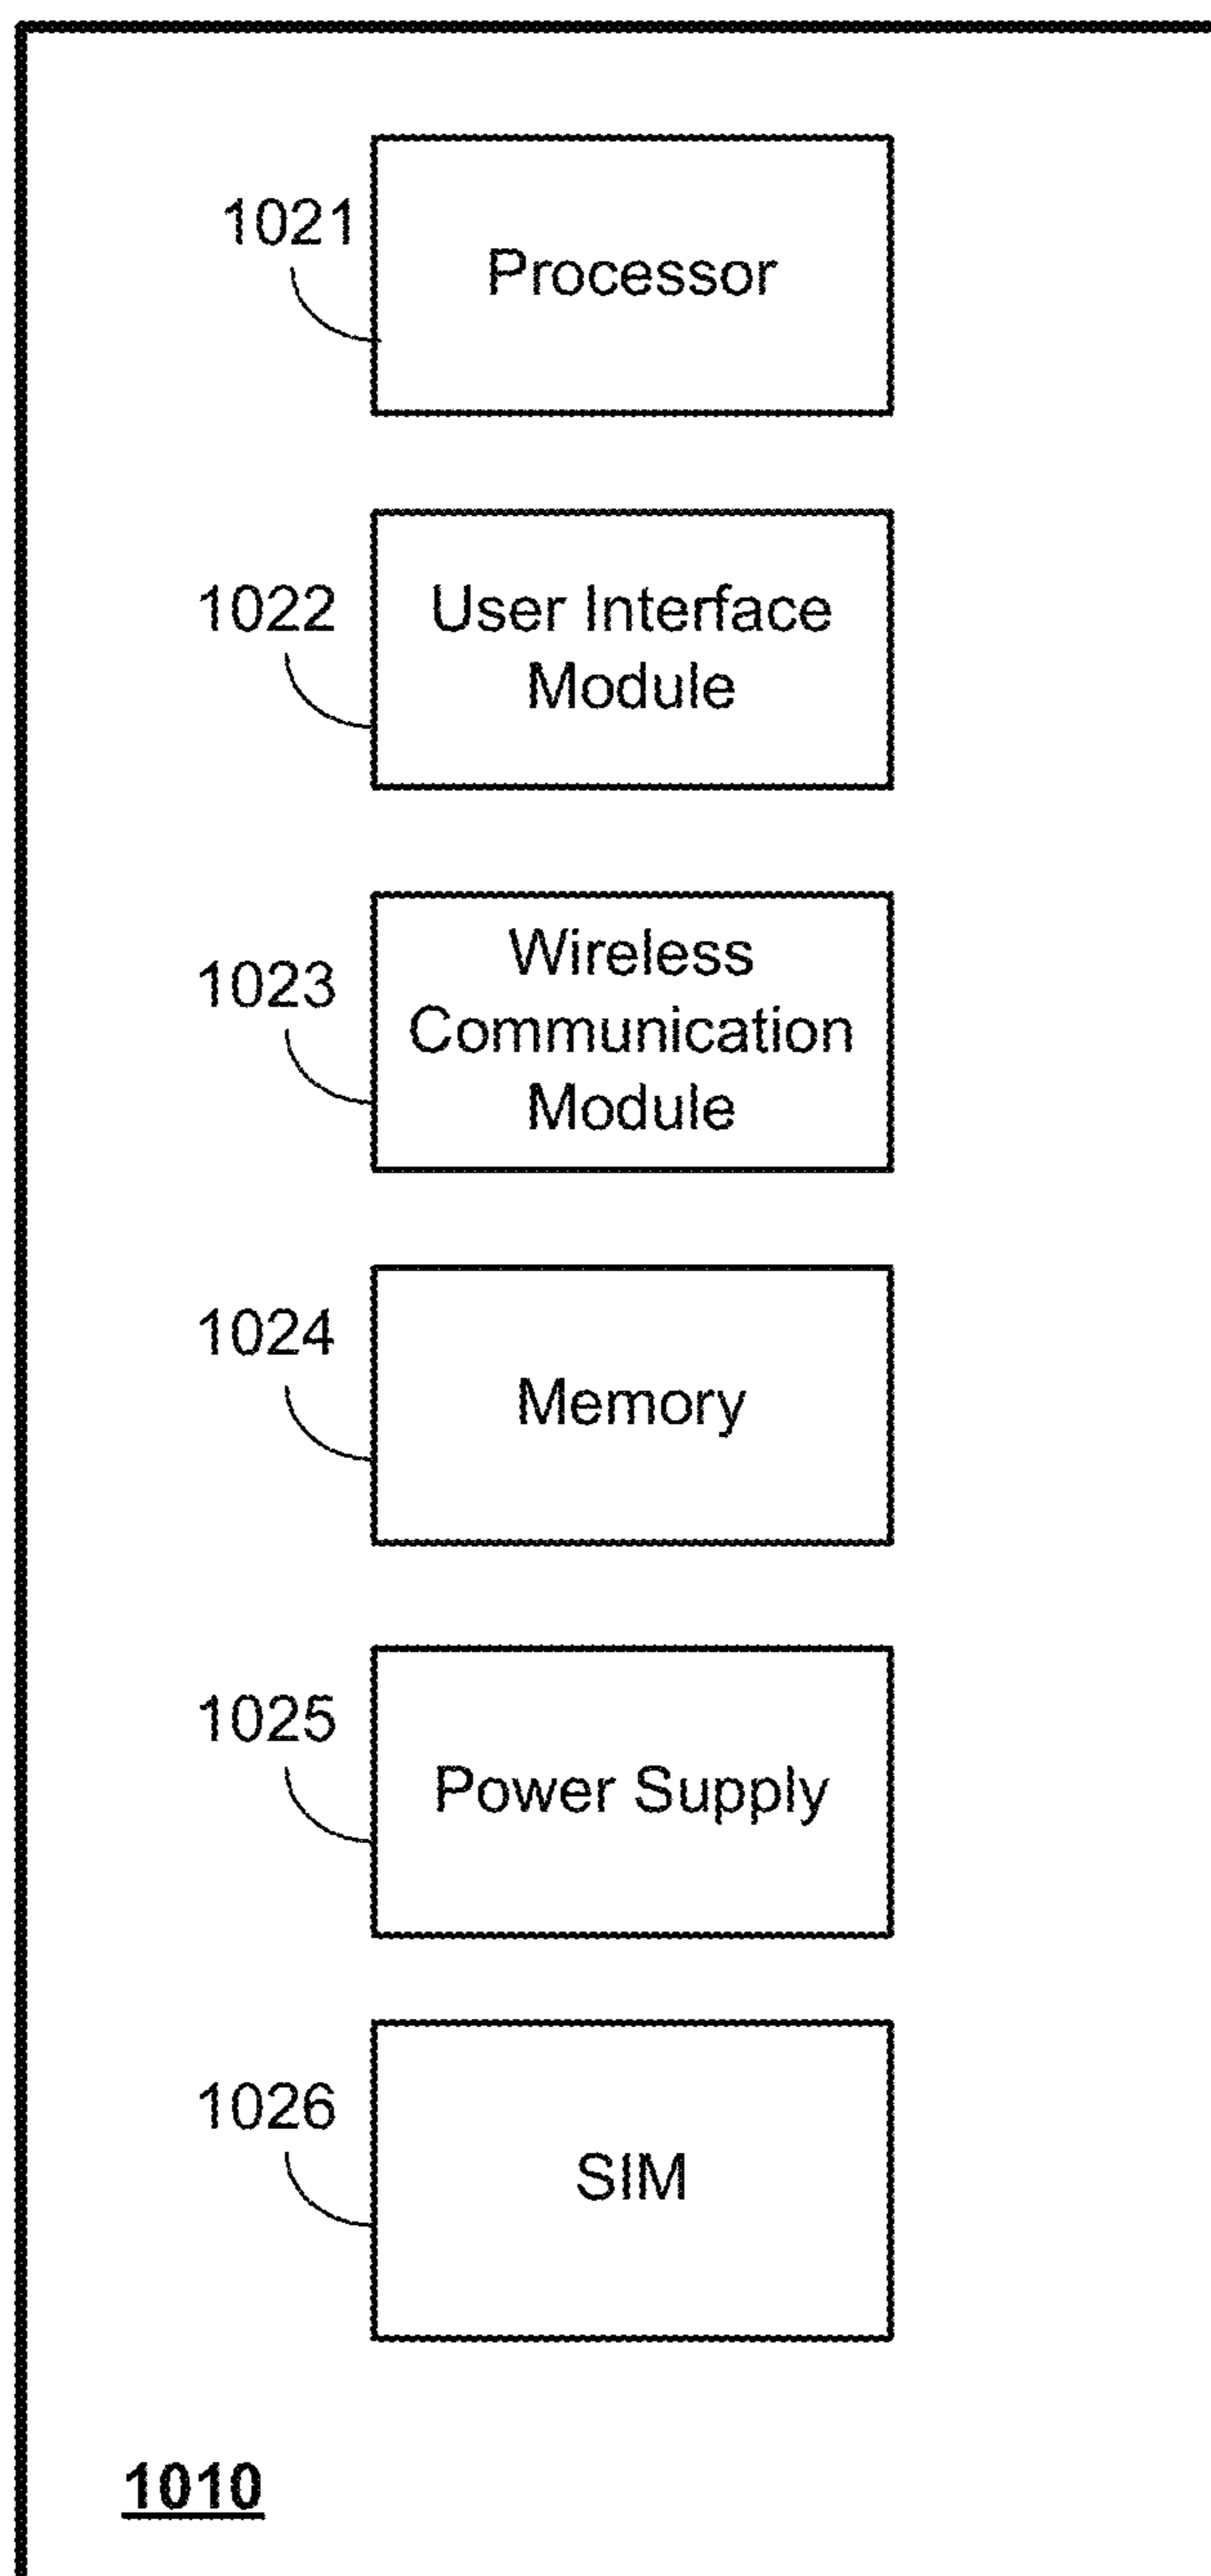 1021
Processor
1022
User Interface
Module
1023
Wireless
Communication
Module
1024
Memory
1025
Power Supply
1026
SIM
1010